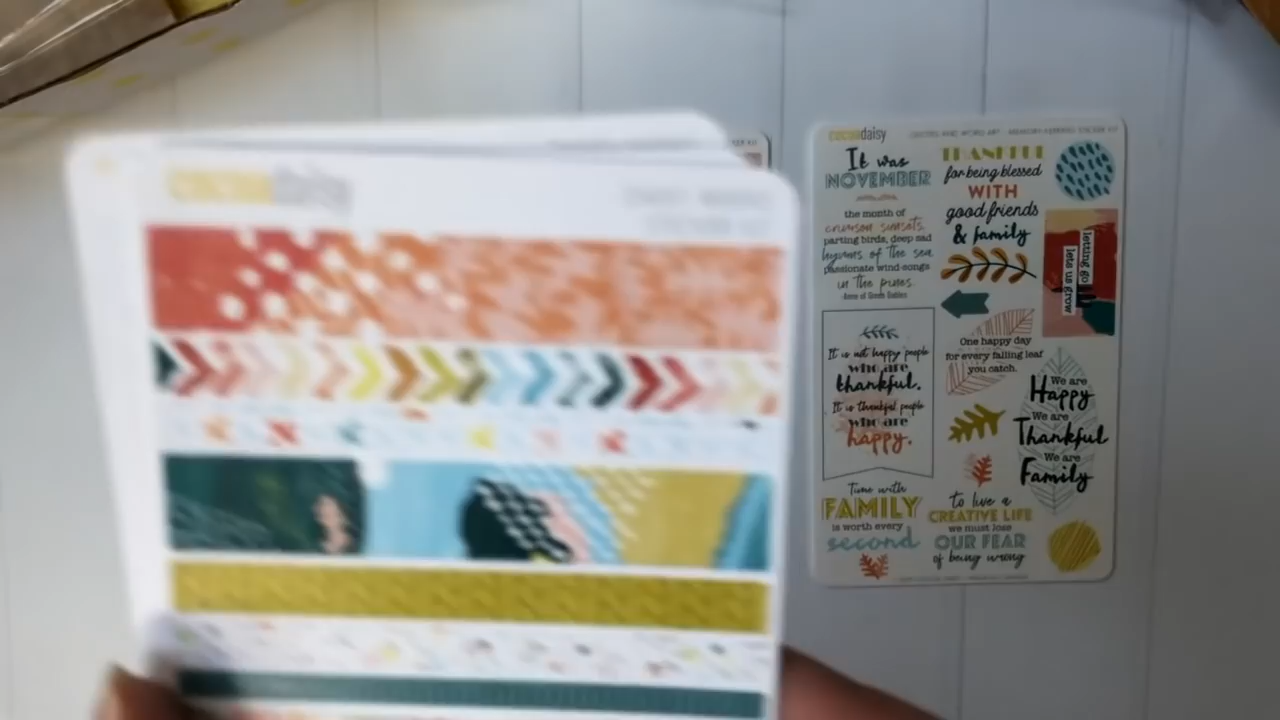 cocoa daisy
cocoa daisy
It was
NOVEMBER
the month of
crimson sunsets,
parting birds, deep sad
hymns of the sea
passionate wind-songs
in the pines.
THANKFUL
for being blessed
WITH
good friends
& family
letting go
lets us grow
One happy day
for every falling leaf
you catch.
It is not happy people
who are
thankful.
It is thankful people
who are
happy.
We are
Happy
We are
Thankful
We are
Family
Time with
FAMILY
is worth every
second
to live a
CREATIVE LIFE
we must lose
OUR FEAR
of being wrong